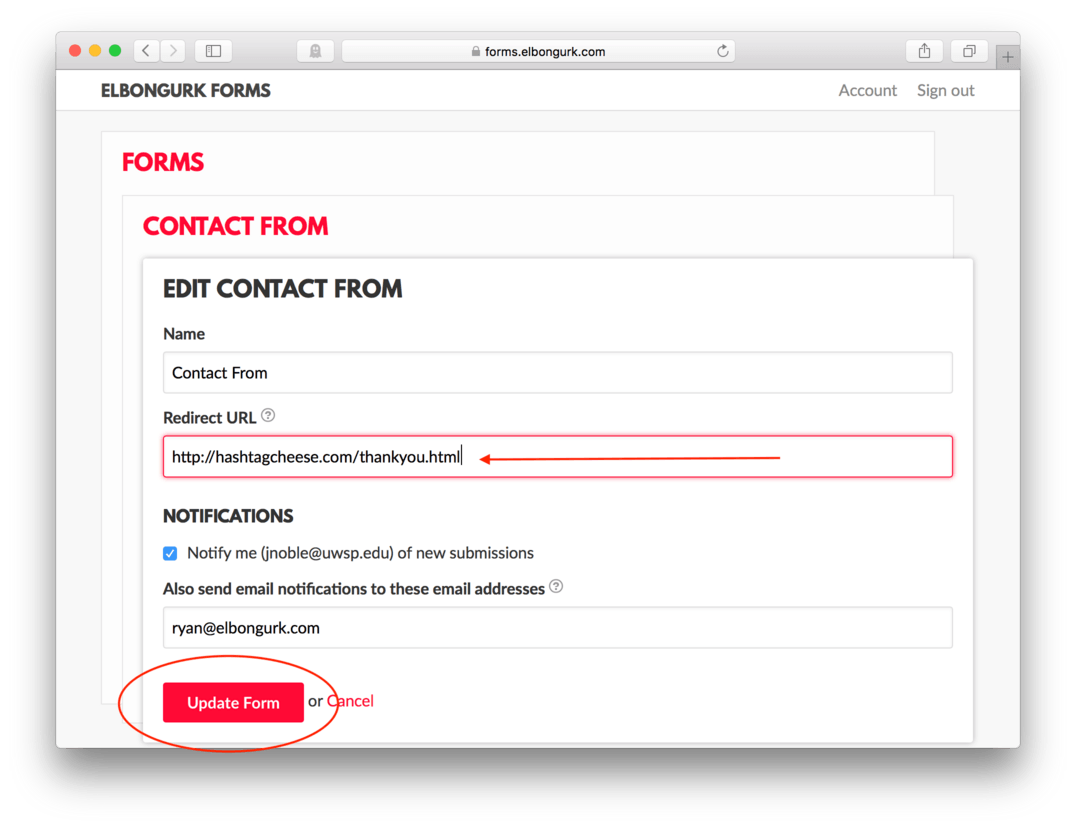 forms.elbongurk.com
ELBONGURK FORMS
Account Sign out
FORMS
CONTACT FROM
EDIT CONTACT FROM
Name
Contact From
Redirect URL ?
http://hashtagcheese.com/thankyou.html
NOTIFICATIONS
Notify me (jnoble@uwsp.edu) of new submissions
Also send email notifications to these email addresses ?
ryan@elbongurk.com
Update Form or Cancel